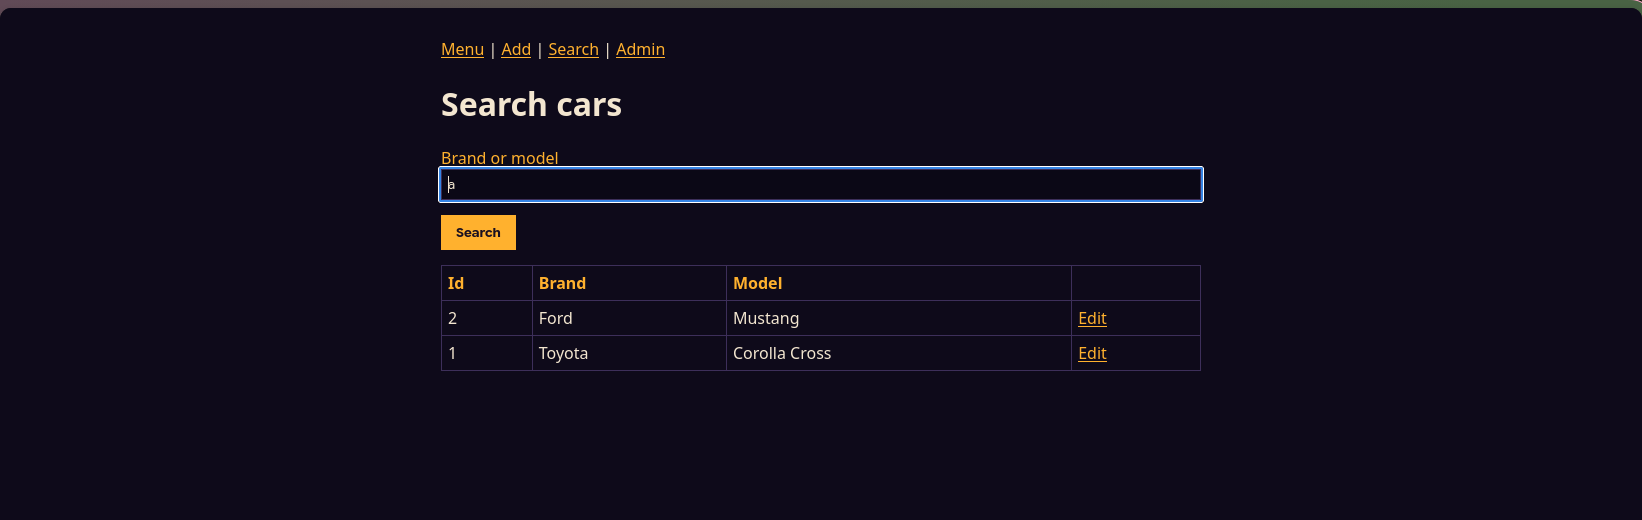 Menu | Add | Search | Admin
Search cars
Brand or model
a
Search
Id Brand Model
2 Ford Mustang Edit
1 Toyota Corolla Cross Edit